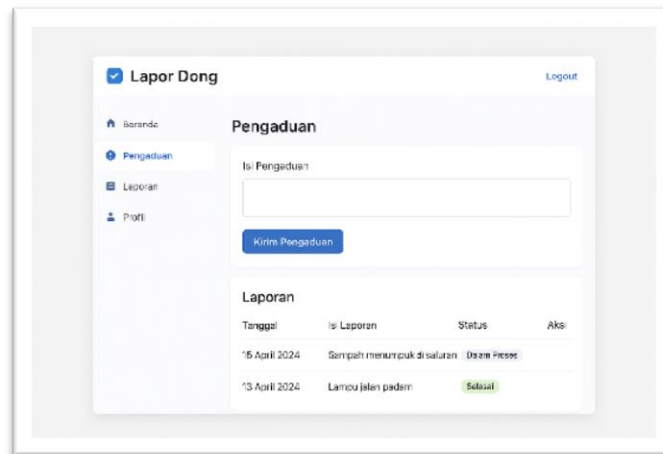 Lapor Dong
Logout
Beranda
Pengaduan
Laporan
Profil
Pengaduan
Isi Pengaduan
Kirim Pengaduan
Laporan
Tanggal Isi Laporan Status Aksi
15 April 2024 Sampah menumpuk di saluran Dalam Proses
13 April 2024 Lampu jalan padam Selesai